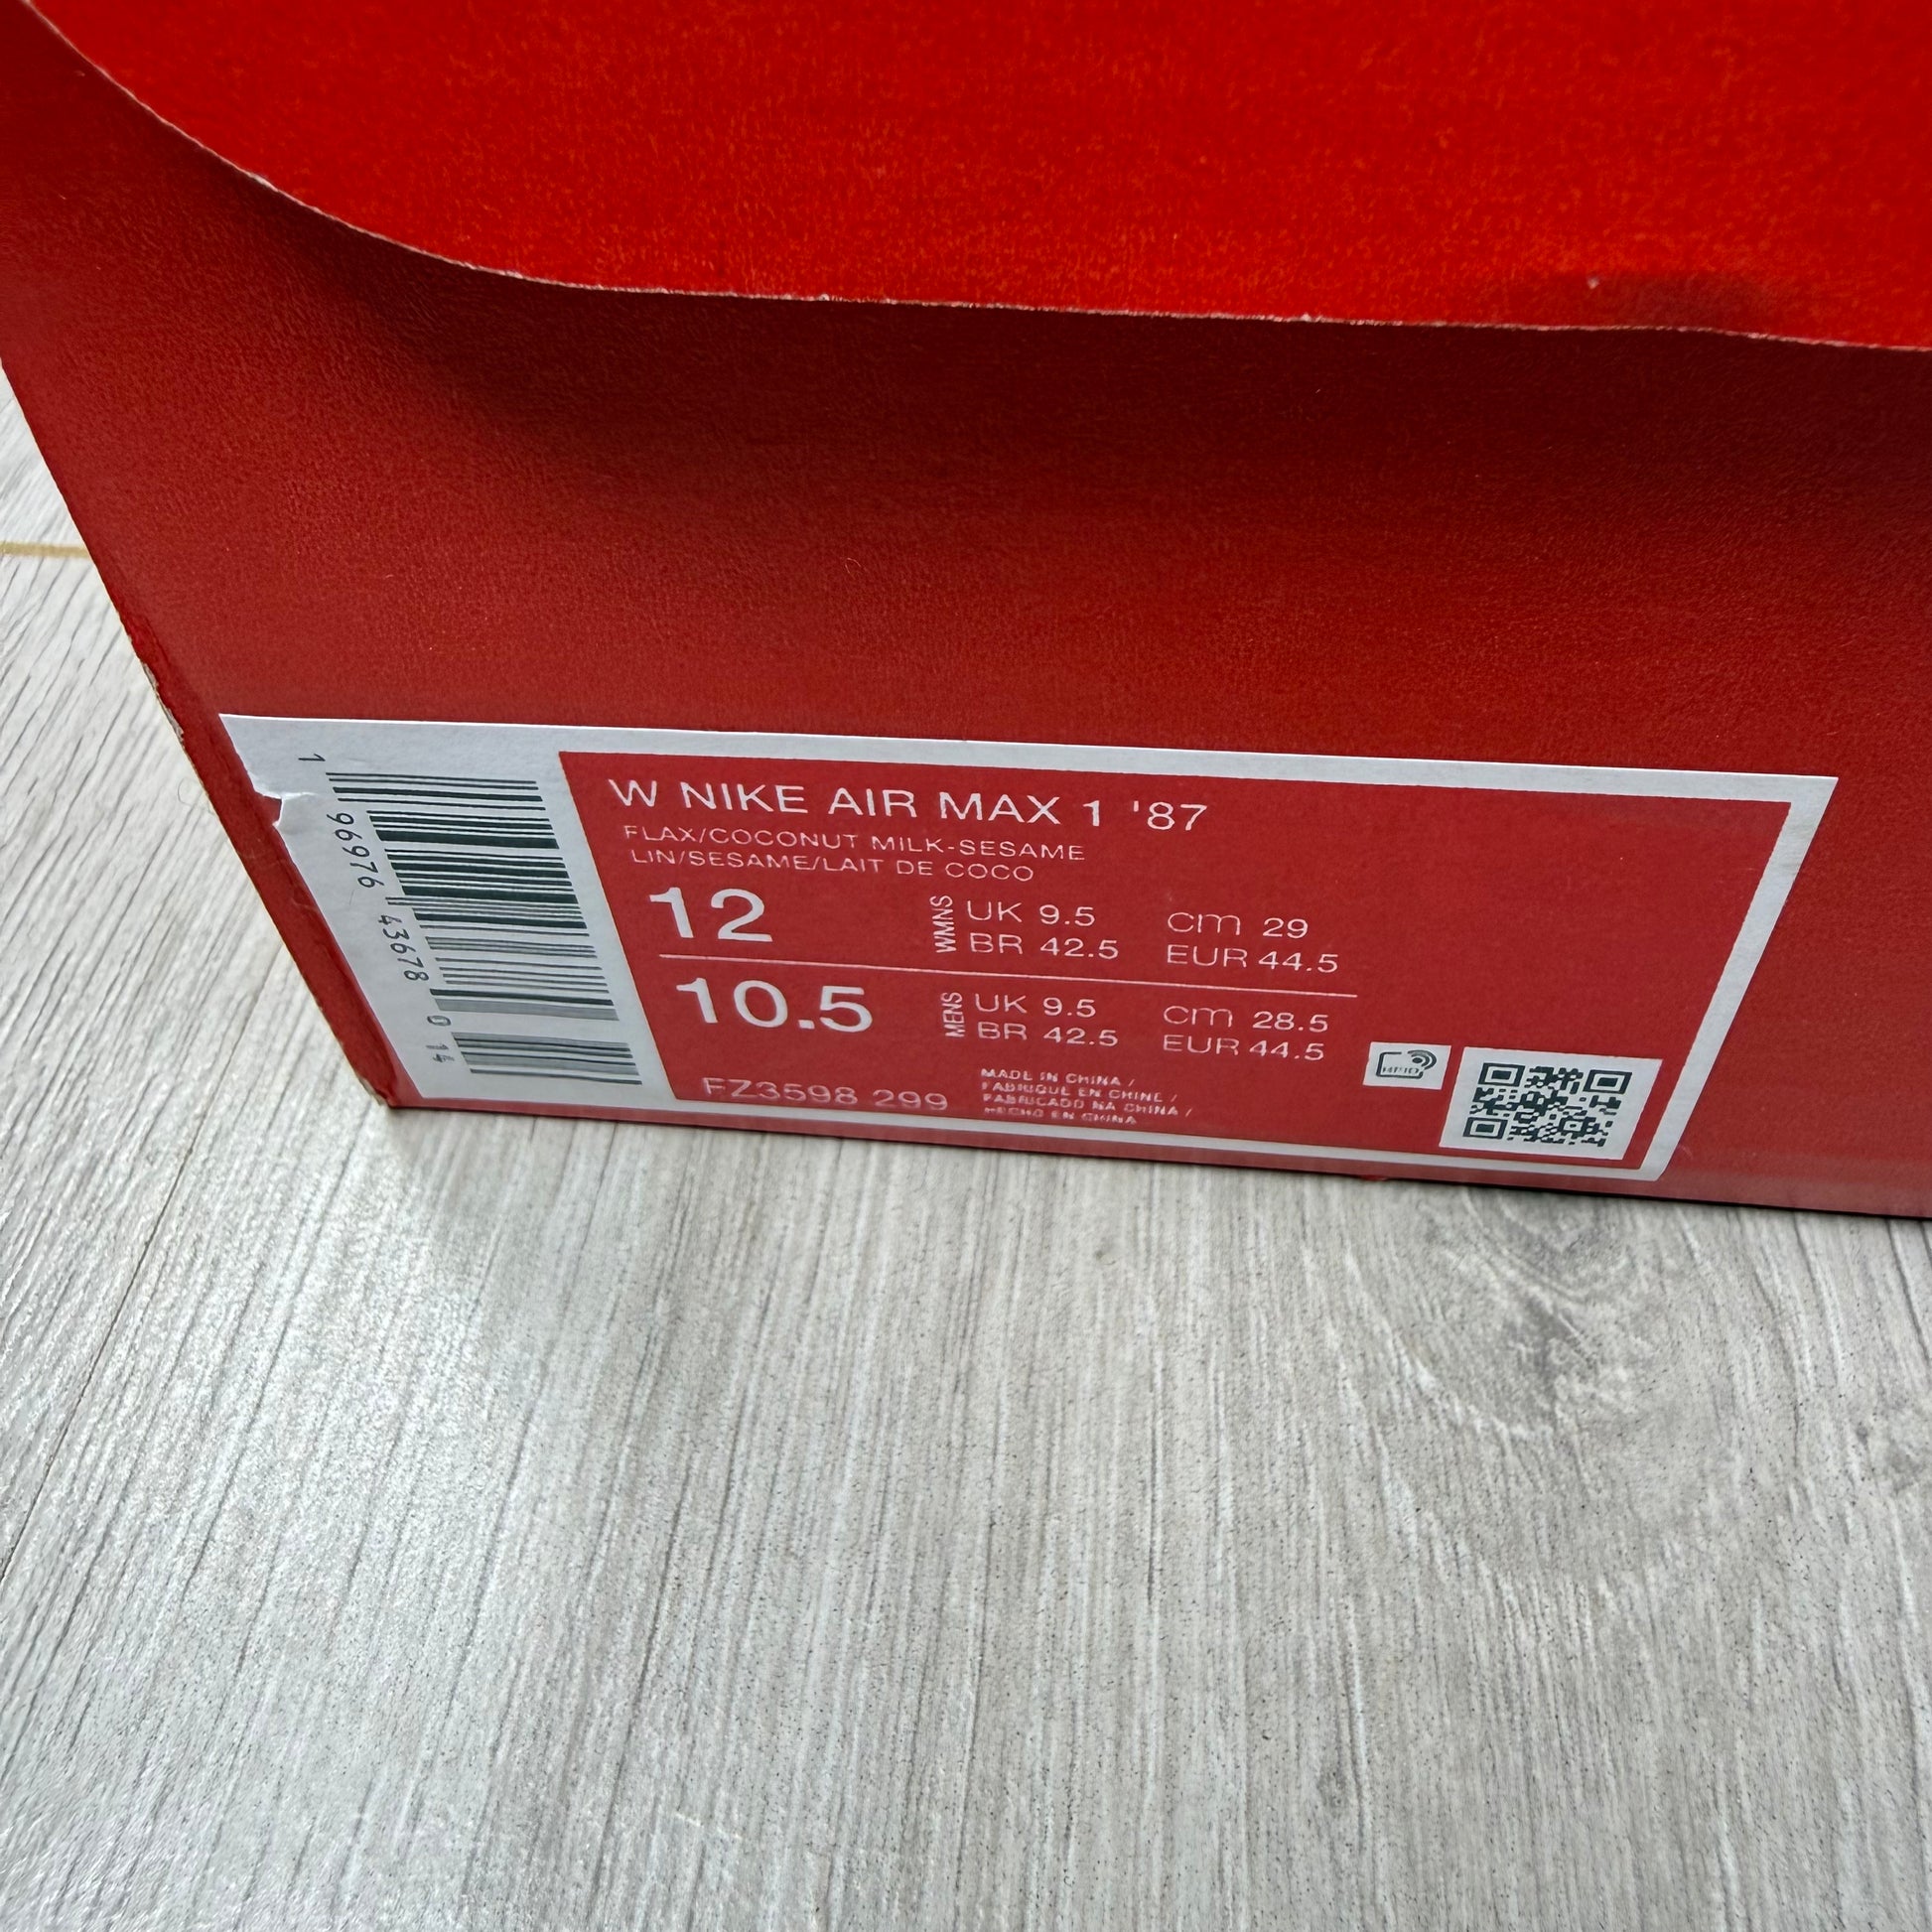 W NIKE AIR MAX 1 '87
FLAX/COCONUT MILK-SESAME
LIN/SESAME/LAIT DE COCO
12 WMNS UK 9.5 cm 29
BR 42.5 EUR 44.5
10.5 MENS UK 9.5 cm 28.5
BR 42.5 EUR 44.5
FZ3598 299
MADE IN CHINA /
FABRIQUE EN CHINE /
FABRICADO NA CHINA /
HECHO EN CHINA
RFID
1 96976 43678 0 14